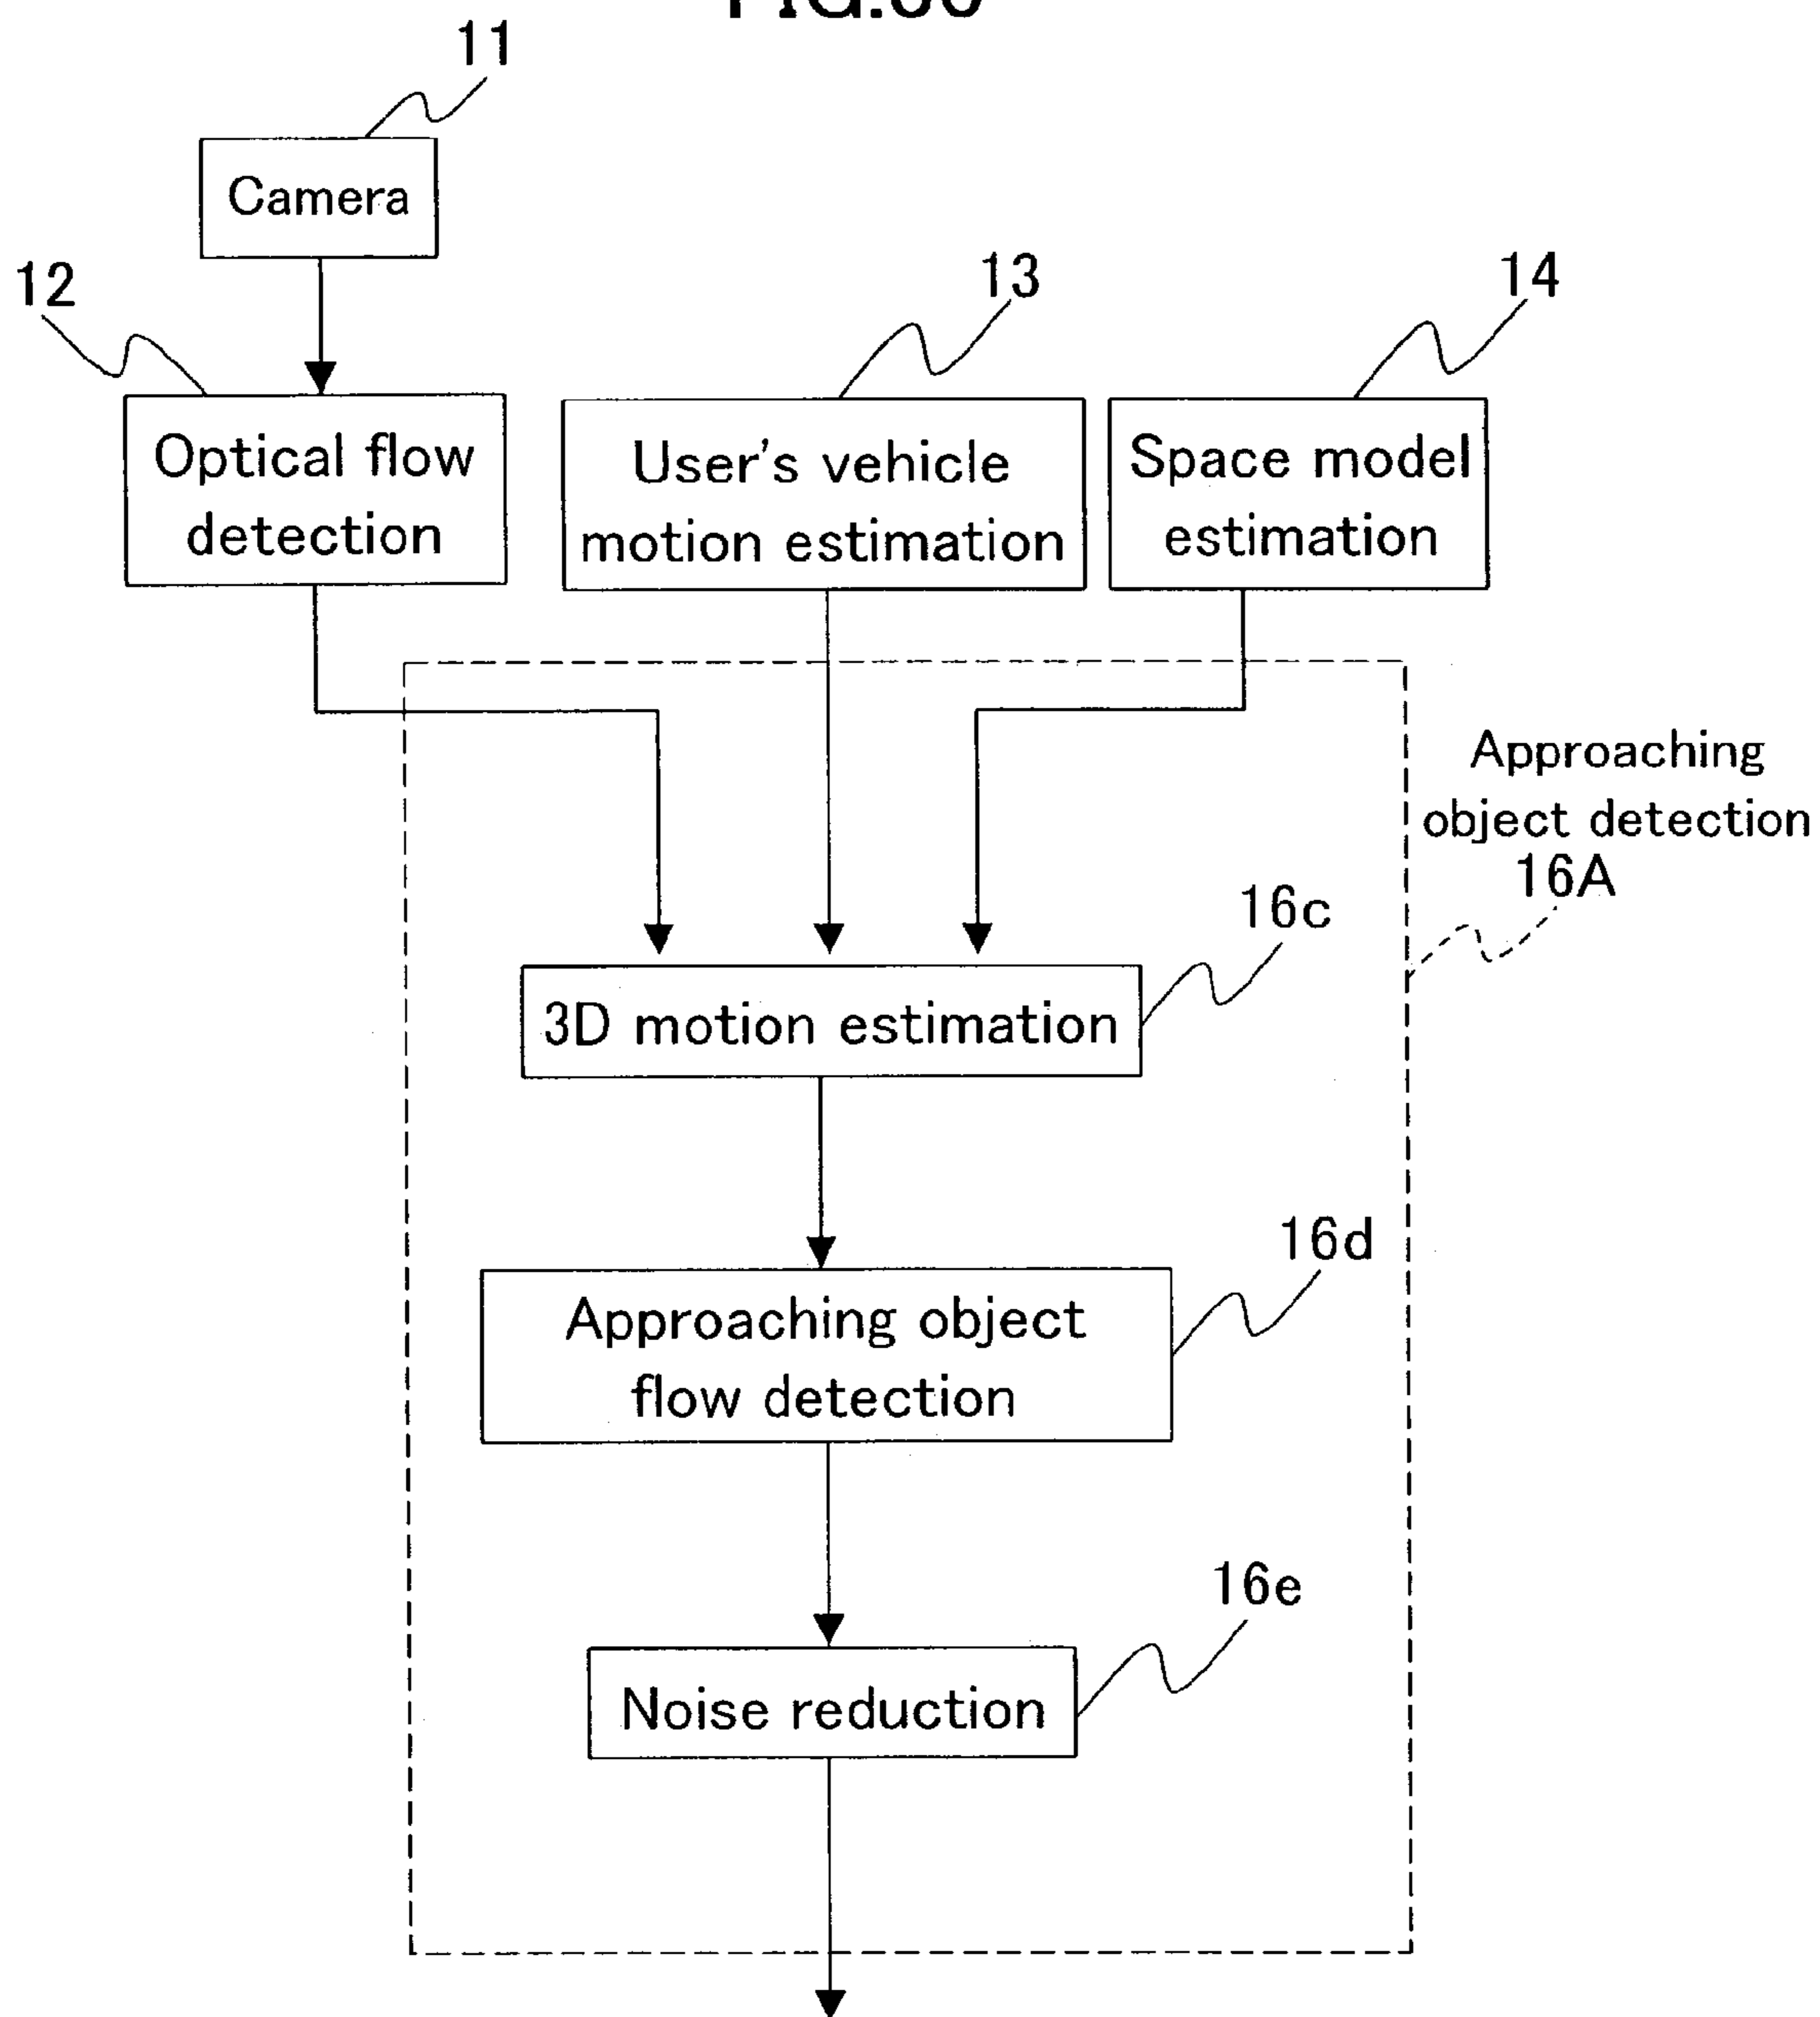 11
Camera
12
13
14
Optical flow
detection
User's vehicle
motion estimation
Space model
estimation
Approaching
object detection
16A
16c
3D motion estimation
16d
Approaching object
flow detection
16e
Noise reduction